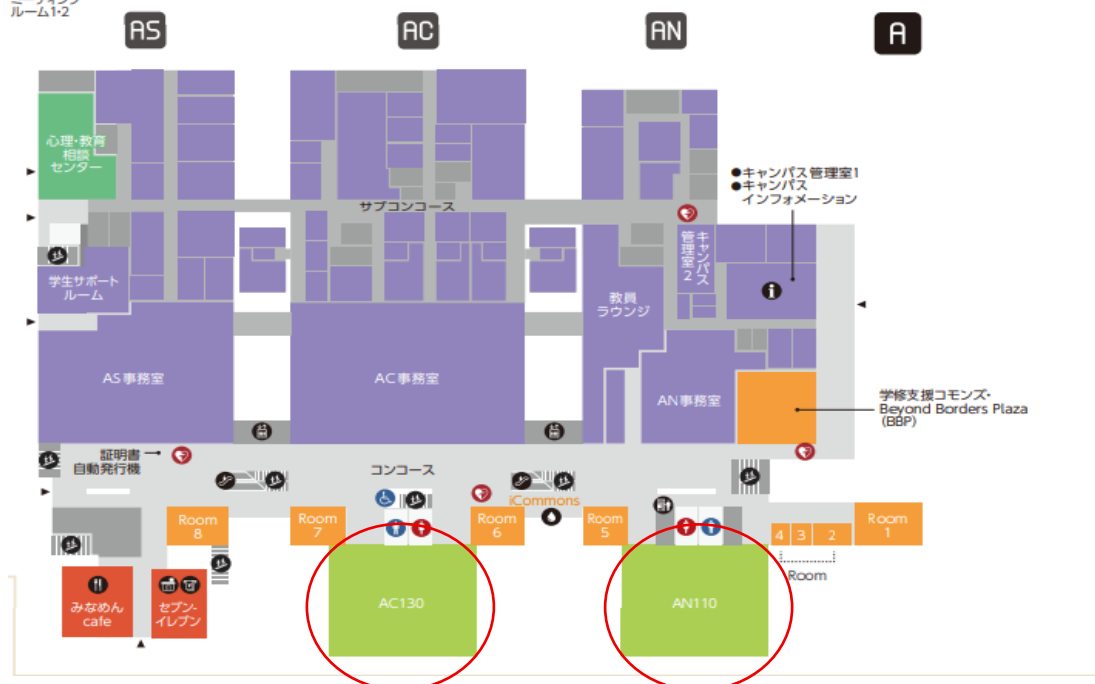 ミーティング
ルーム1・2
AS
AC
AN
A
心理・教育
相談
センター
●キャンパス管理室1
●キャンパス
インフォメーション
サブコンコース
キャンパス
管理室2
学生サポート
ルーム
教員
ラウンジ
AS事務室
AC事務室
AN事務室
学修支援コモンズ・
Beyond Borders Plaza
(BBP)
証明書
自動発行機
コンコース
iCommons
Room
8
Room
7
Room
6
Room
5
4 3 2
Room
Room
1
みなめん
cafe
セブン-
イレブン
AC130
AN110